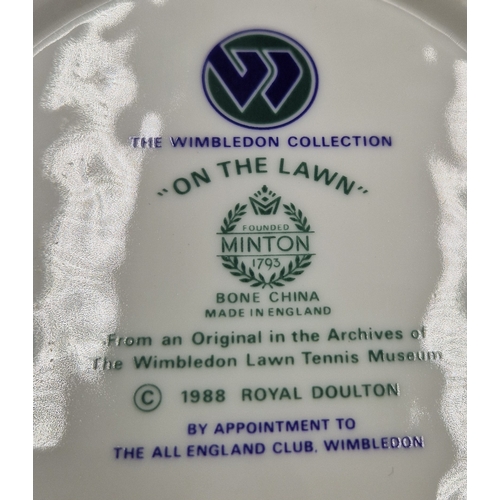 THE WIMBLEDON COLLECTION
"ON THE LAWN"
FOUNDED
MINTON
1793
BONE CHINA
MADE IN ENGLAND
From an Original in the Archives of
The Wimbledon Lawn Tennis Museum
© 1988 ROYAL DOULTON
BY APPOINTMENT TO
THE ALL ENGLAND CLUB, WIMBLEDON